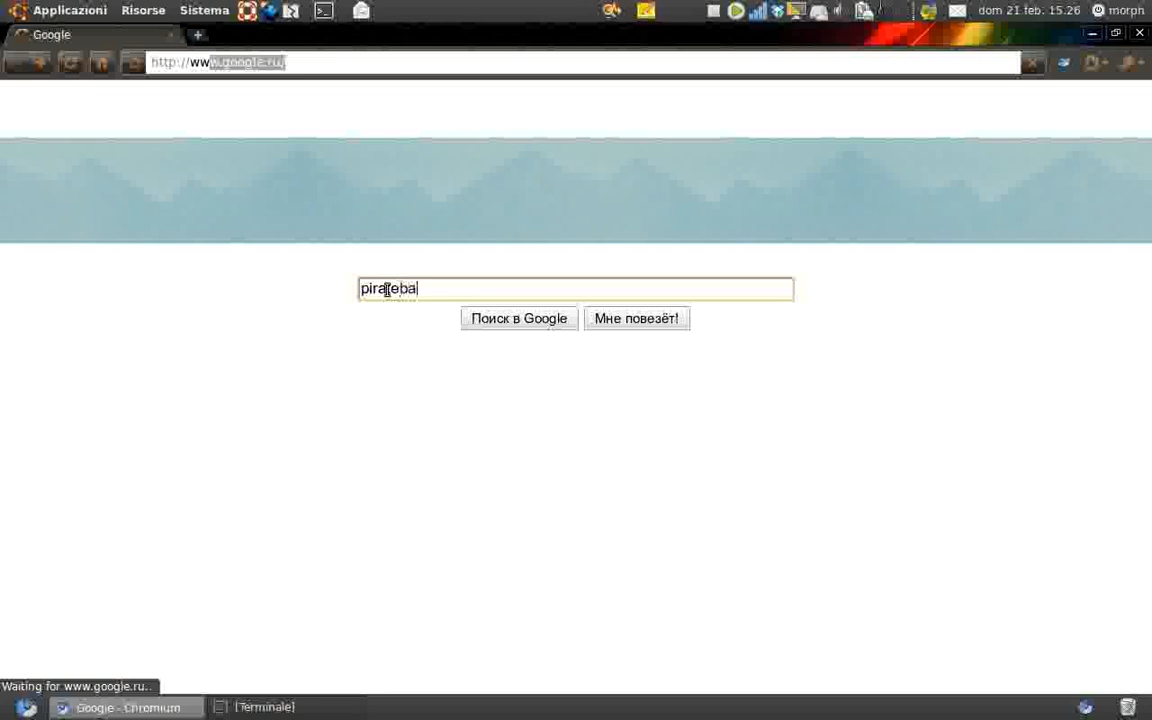 Applicazioni Risorse Sistema dom 21 feb. 15.26 morph
Google
http://www.google.ru/
pirateba
Поиск в Google Мне повезёт!
Waiting for www.google.ru...
Google - Chromium [Terminale]